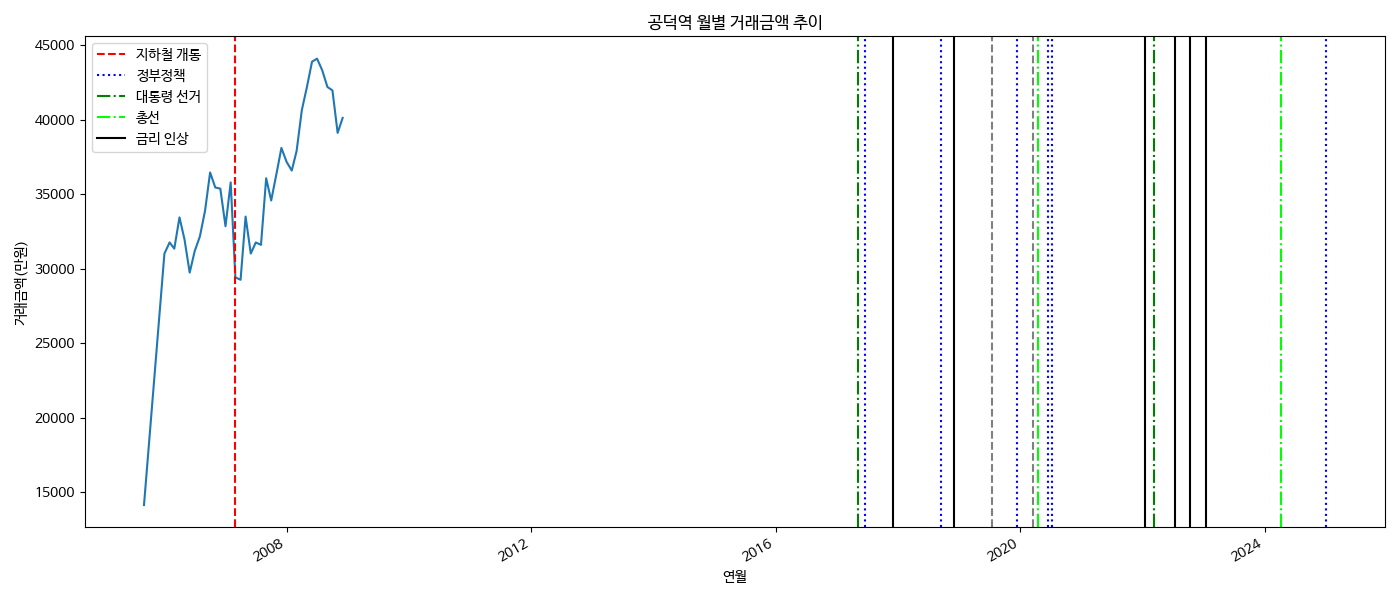 공덕역 월별 거래금액 추이
45000
40000
35000
30000
25000
20000
15000
거래금액(만원)
지하철 개통
정부정책
대통령 선거
총선
금리 인상
2008
2012
2016
2020
2024
연월